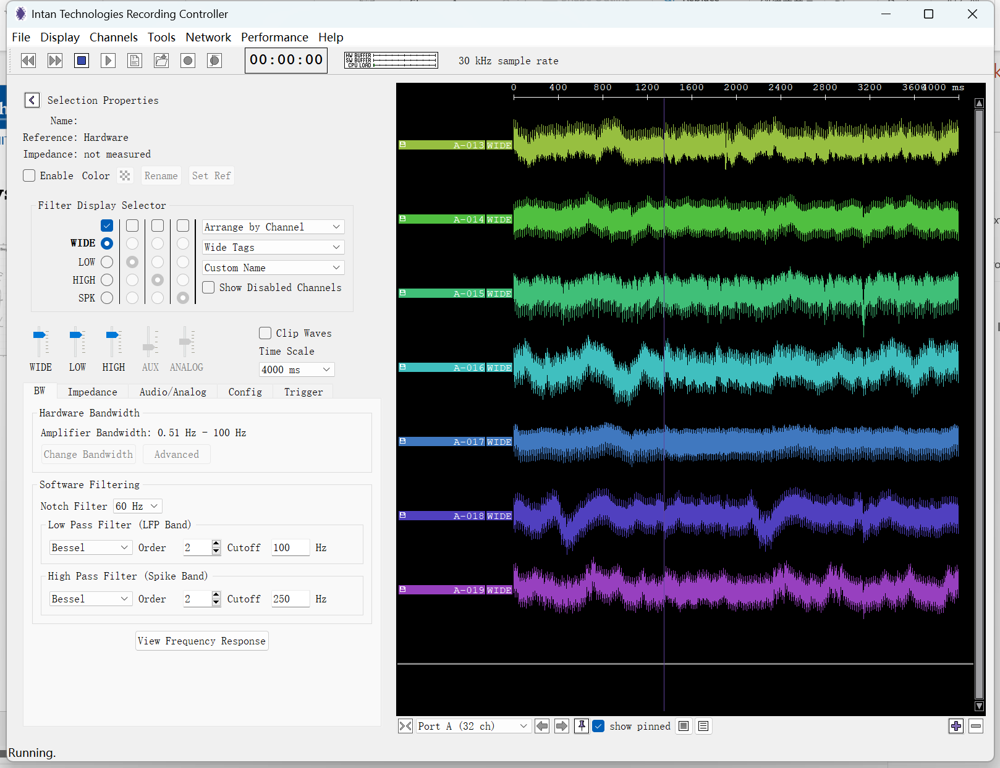 Intan Technologies Recording Controller
File Display Channels Tools Network Performance Help
00:00:00
HW BUFFER
SW BUFFER
CPU LOAD
30 kHz sample rate
Selection Properties
Name:
Reference: Hardware
Impedance: not measured
Enable Color Rename Set Ref
Filter Display Selector
Arrange by Channel
WIDE
Wide Tags
LOW
Custom Name
HIGH
Show Disabled Channels
SPK
Clip Waves
Time Scale
WIDE LOW HIGH AUX ANALOG
4000 ms
BW Impedance Audio/Analog Config Trigger
Hardware Bandwidth
Amplifier Bandwidth: 0.51 Hz - 100 Hz
Change Bandwidth Advanced
Software Filtering
Notch Filter 60 Hz
Low Pass Filter (LFP Band)
Bessel Order 2 Cutoff 100 Hz
High Pass Filter (Spike Band)
Bessel Order 2 Cutoff 250 Hz
View Frequency Response
0 400 800 1200 1600 2000 2400 2800 3200 3600 4000 ms
A-013 WIDE
A-014 WIDE
A-015 WIDE
A-016 WIDE
A-017 WIDE
A-018 WIDE
A-019 WIDE
Port A (32 ch) show pinned
Running.